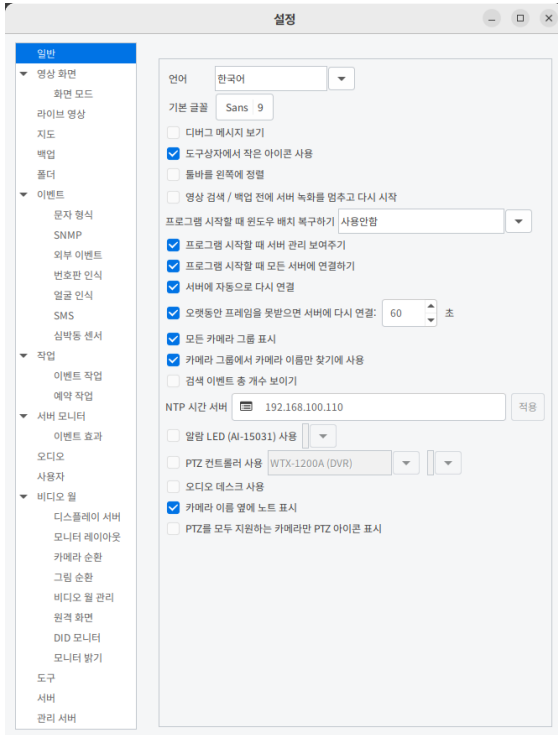 설정
일반
영상 화면
화면 모드
라이브 영상
지도
백업
폴더
이벤트
문자 형식
SNMP
외부 이벤트
번호판 인식
얼굴 인식
SMS
심박동 센서
작업
이벤트 작업
예약 작업
서버 모니터
이벤트 효과
오디오
사용자
비디오 월
디스플레이 서버
모니터 레이아웃
카메라 순환
그림 순환
비디오 월 관리
원격 화면
DID 모니터
모니터 밝기
도구
서버
관리 서버
언어 한국어
기본 글꼴 Sans 9
디버그 메시지 보기
도구상자에서 작은 아이콘 사용
툴바를 왼쪽에 정렬
영상 검색 / 백업 전에 서버 녹화를 멈추고 다시 시작
프로그램 시작할 때 윈도우 배치 복구하기 사용안함
프로그램 시작할 때 서버 관리 보여주기
프로그램 시작할 때 모든 서버에 연결하기
서버에 자동으로 다시 연결
오랫동안 프레임을 못받으면 서버에 다시 연결: 60 초
모든 카메라 그룹 표시
카메라 그룹에서 카메라 이름만 찾기에 사용
검색 이벤트 총 개수 보이기
NTP 시간 서버 192.168.100.110 적용
알람 LED (AI-15031) 사용
PTZ 컨트롤러 사용 WTX-1200A (DVR)
오디오 데스크 사용
카메라 이름 옆에 노트 표시
PTZ를 모두 지원하는 카메라만 PTZ 아이콘 표시